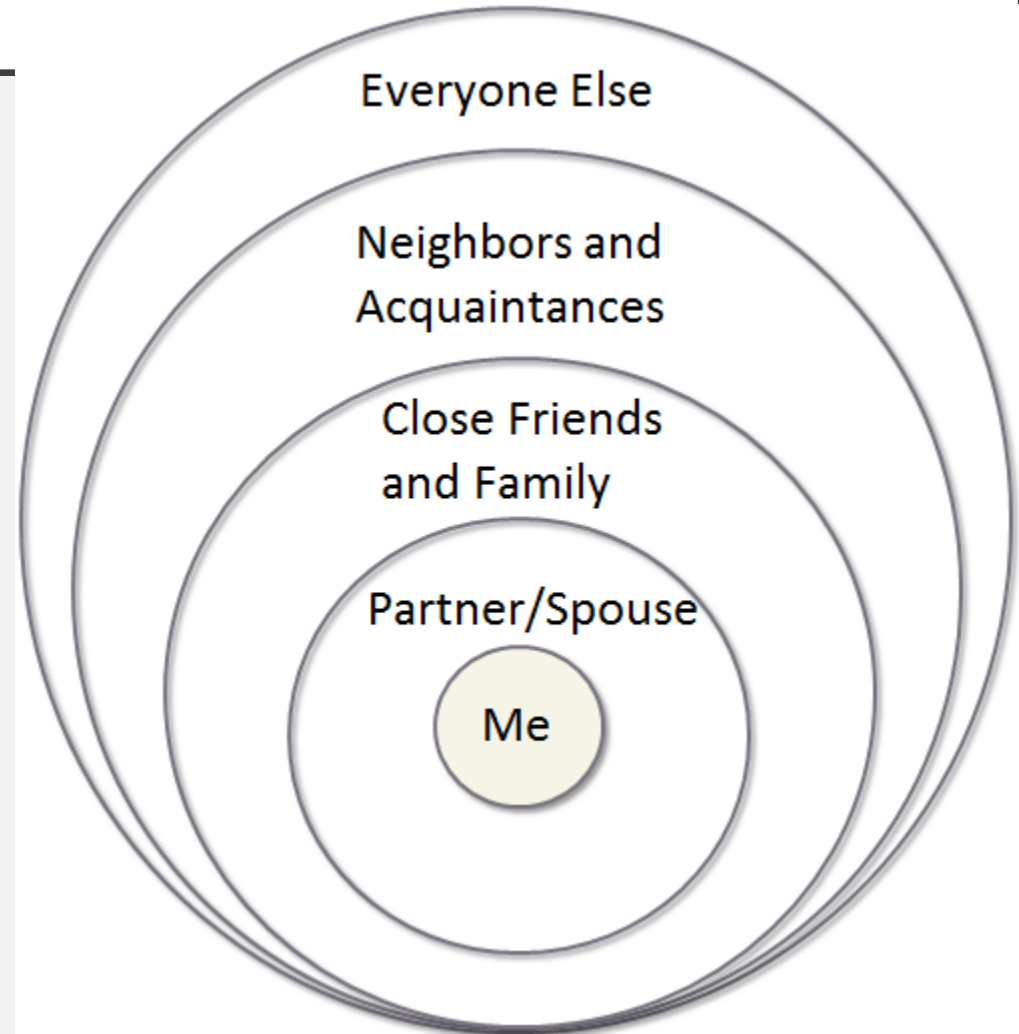 Everyone Else
Neighbors and
Acquaintances
Close Friends
and Family
Partner/Spouse
Me